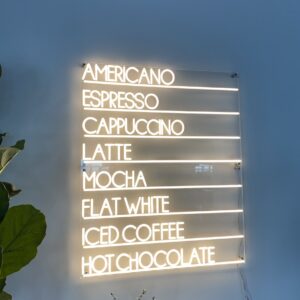 AMERICANO
ESPRESSO
CAPPUCCINO
LATTE
MOCHA
FLAT WHITE
ICED COFFEE
HOT CHOCOLATE